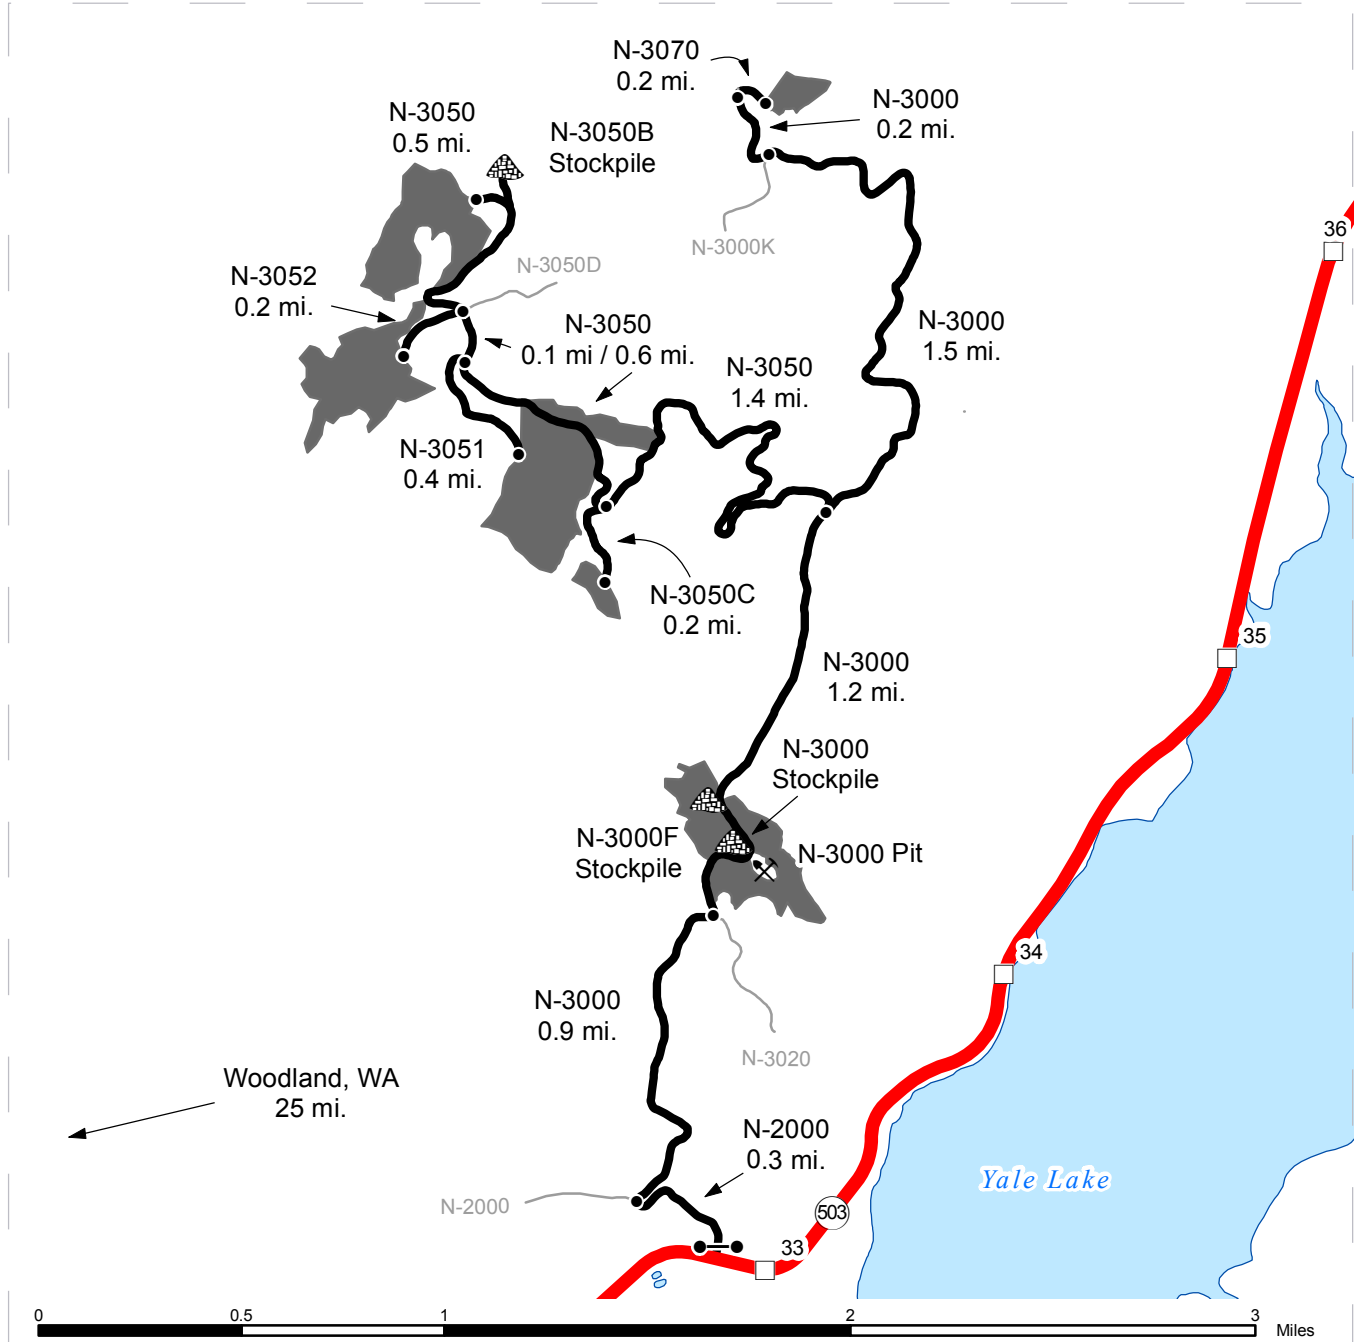 N-3070
0.2 mi.
N-3000
0.2 mi.
N-3050
0.5 mi.
N-3050B
Stockpile
N-3000K
36
N-3050D
N-3052
0.2 mi.
N-3050
0.1 mi / 0.6 mi.
N-3000
1.5 mi.
N-3050
1.4 mi.
N-3051
0.4 mi.
N-3050C
0.2 mi.
35
N-3000
1.2 mi.
N-3000
Stockpile
N-3000F
Stockpile
N-3000 Pit
34
N-3000
0.9 mi.
N-3020
Woodland, WA
25 mi.
N-2000
0.3 mi.
Yale Lake
N-2000
503
33
0
0.5
1
2
3
Miles